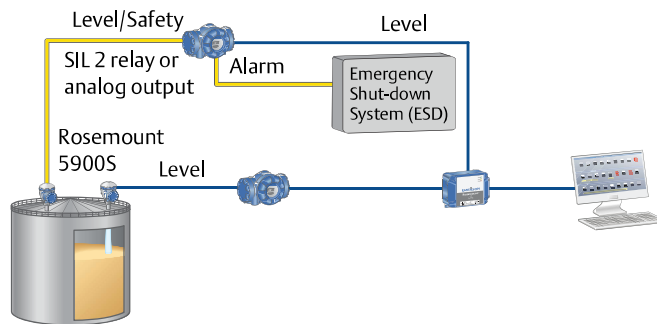 Level/Safety
Level
SIL 2 relay or
analog output
Alarm
Emergency
Shut-down
System (ESD)
Rosemount
5900S
Level